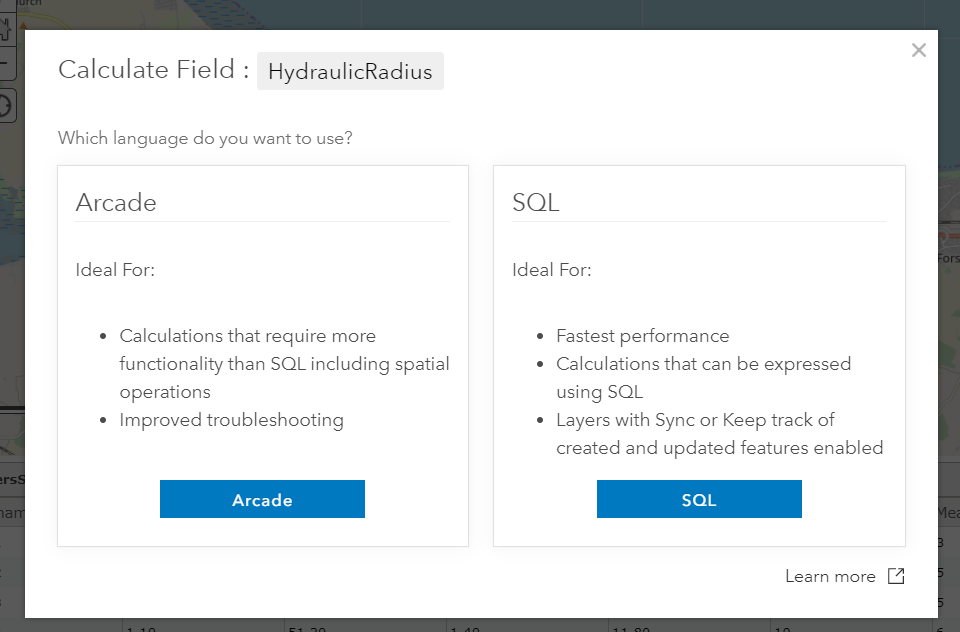 Calculate Field : HydraulicRadius
Which language do you want to use?
Arcade
Ideal For:
Calculations that require more
functionality than SQL including spatial
operations
Improved troubleshooting
Arcade
SQL
Ideal For:
Fastest performance
Calculations that can be expressed
using SQL
Layers with Sync or Keep track of
created and updated features enabled
SQL
Learn more